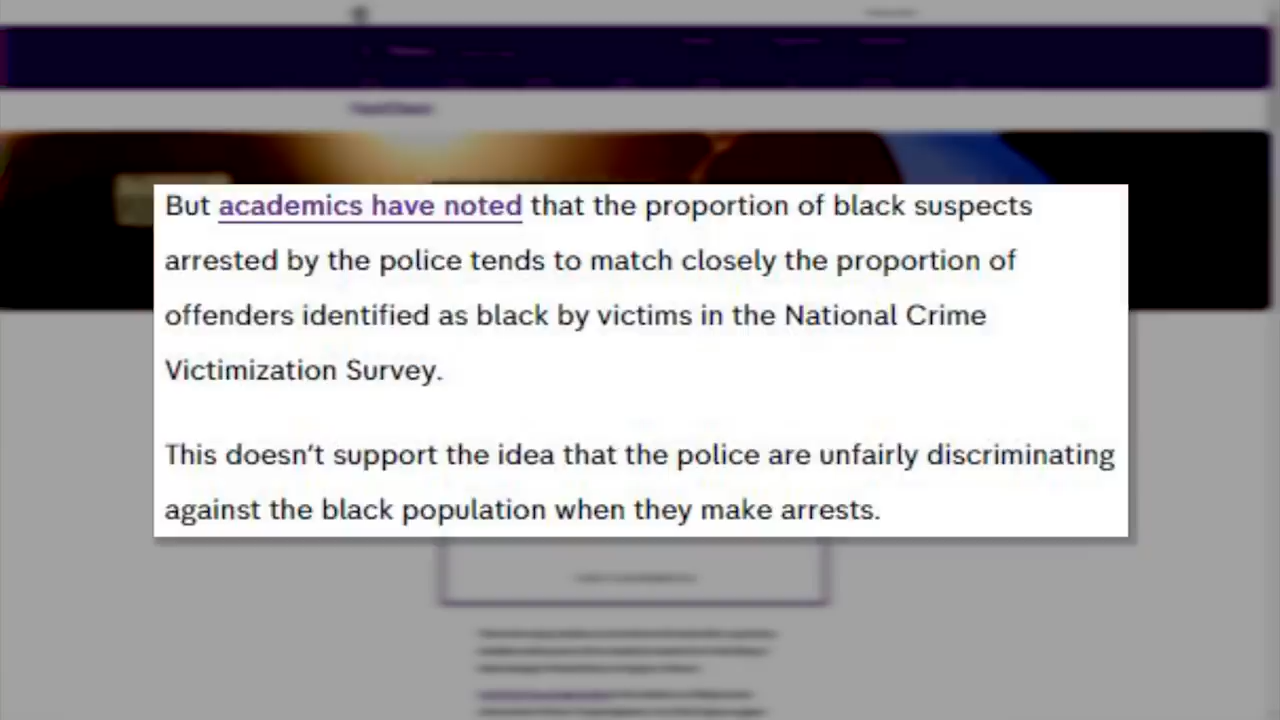 But academics have noted that the proportion of black suspects
arrested by the police tends to match closely the proportion of
offenders identified as black by victims in the National Crime
Victimization Survey.
This doesn’t support the idea that the police are unfairly discriminating
against the black population when they make arrests.